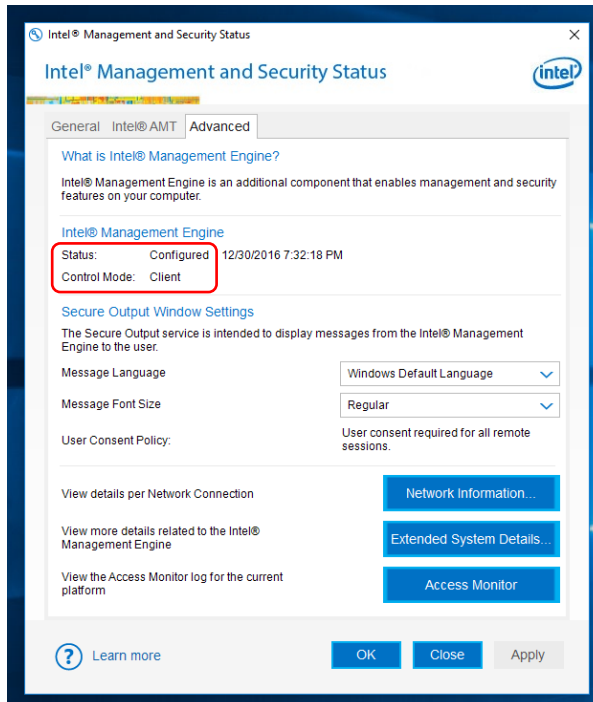 Intel® Management and Security Status
Intel® Management and Security Status
intel®
General Intel® AMT Advanced
What is Intel® Management Engine?
Intel® Management Engine is an additional component that enables management and security
features on your computer.
Intel® Management Engine
Status: Configured 12/30/2016 7:32:18 PM
Control Mode: Client
Secure Output Window Settings
The Secure Output service is intended to display messages from the Intel® Management
Engine to the user.
Message Language Windows Default Language
Message Font Size Regular
User Consent Policy: User consent required for all remote
sessions.
View details per Network Connection Network Information...
View more details related to the Intel®
Management Engine Extended System Details...
View the Access Monitor log for the current
platform Access Monitor
? Learn more OK Close Apply